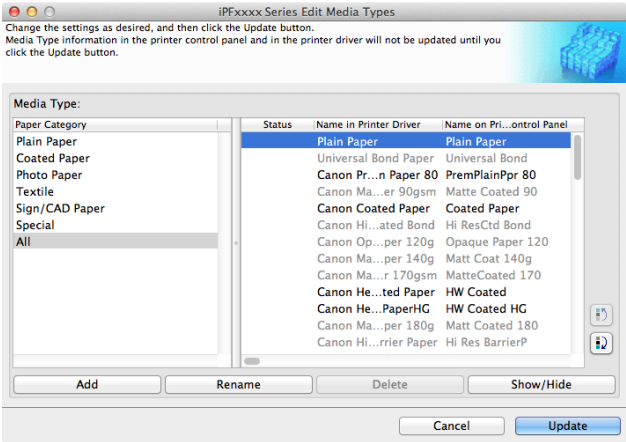 iPFxxxx Series Edit Media Types
Change the settings as desired, and then click the Update button.
Media Type information in the printer control panel and in the printer driver will not be updated until you
click the Update button.
Media Type:
Paper Category
Plain Paper
Coated Paper
Photo Paper
Textile
Sign/CAD Paper
Special
All
Status Name in Printer Driver Name on Pri...ontrol Panel
Plain Paper Plain Paper
Universal Bond Paper Universal Bond
Canon Pr...n Paper 80 PremPlainPpr 80
Canon Ma...er 90gsm Matte Coated 90
Canon Coated Paper Coated Paper
Canon Hi...ated Bond Hi ResCtd Bond
Canon Op...per 120g Opaque Paper 120
Canon Ma...per 140g Matt Coat 140g
Canon Ma...r 170gsm MatteCoated 170
Canon He...ted Paper HW Coated
Canon He...PaperHG HW Coated HG
Canon Ma...per 180g Matt Coated 180
Canon Hi...rrier Paper Hi Res BarrierP
Add Rename Delete Show/Hide
Cancel Update